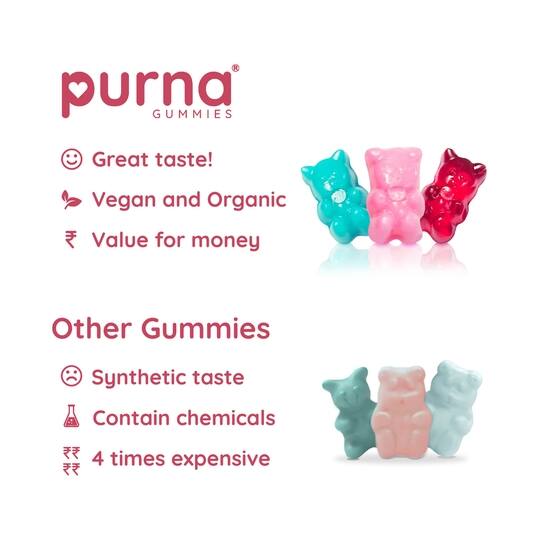 purna®
GUMMIES
Great taste!
Vegan and Organic
₹ Value for money
Other Gummies
Synthetic taste
Contain chemicals
₹₹
₹₹ 4 times expensive